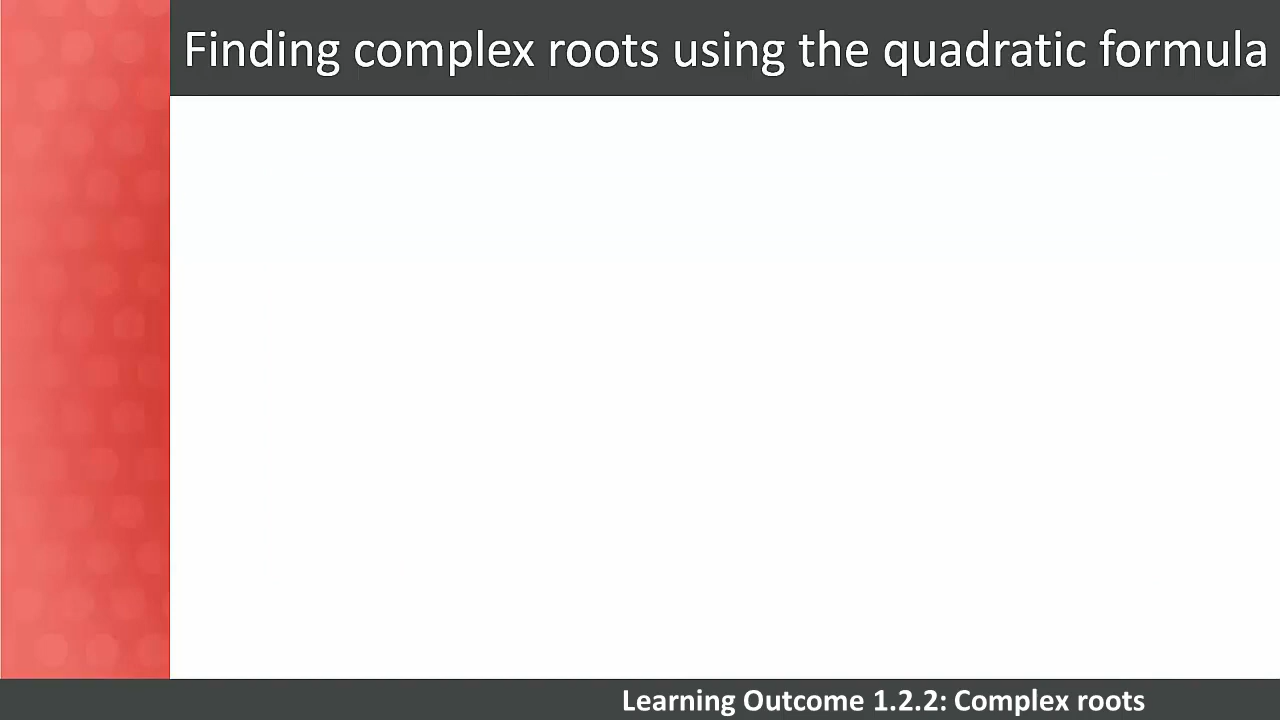 Finding complex roots using the quadratic formula
Learning Outcome 1.2.2: Complex roots